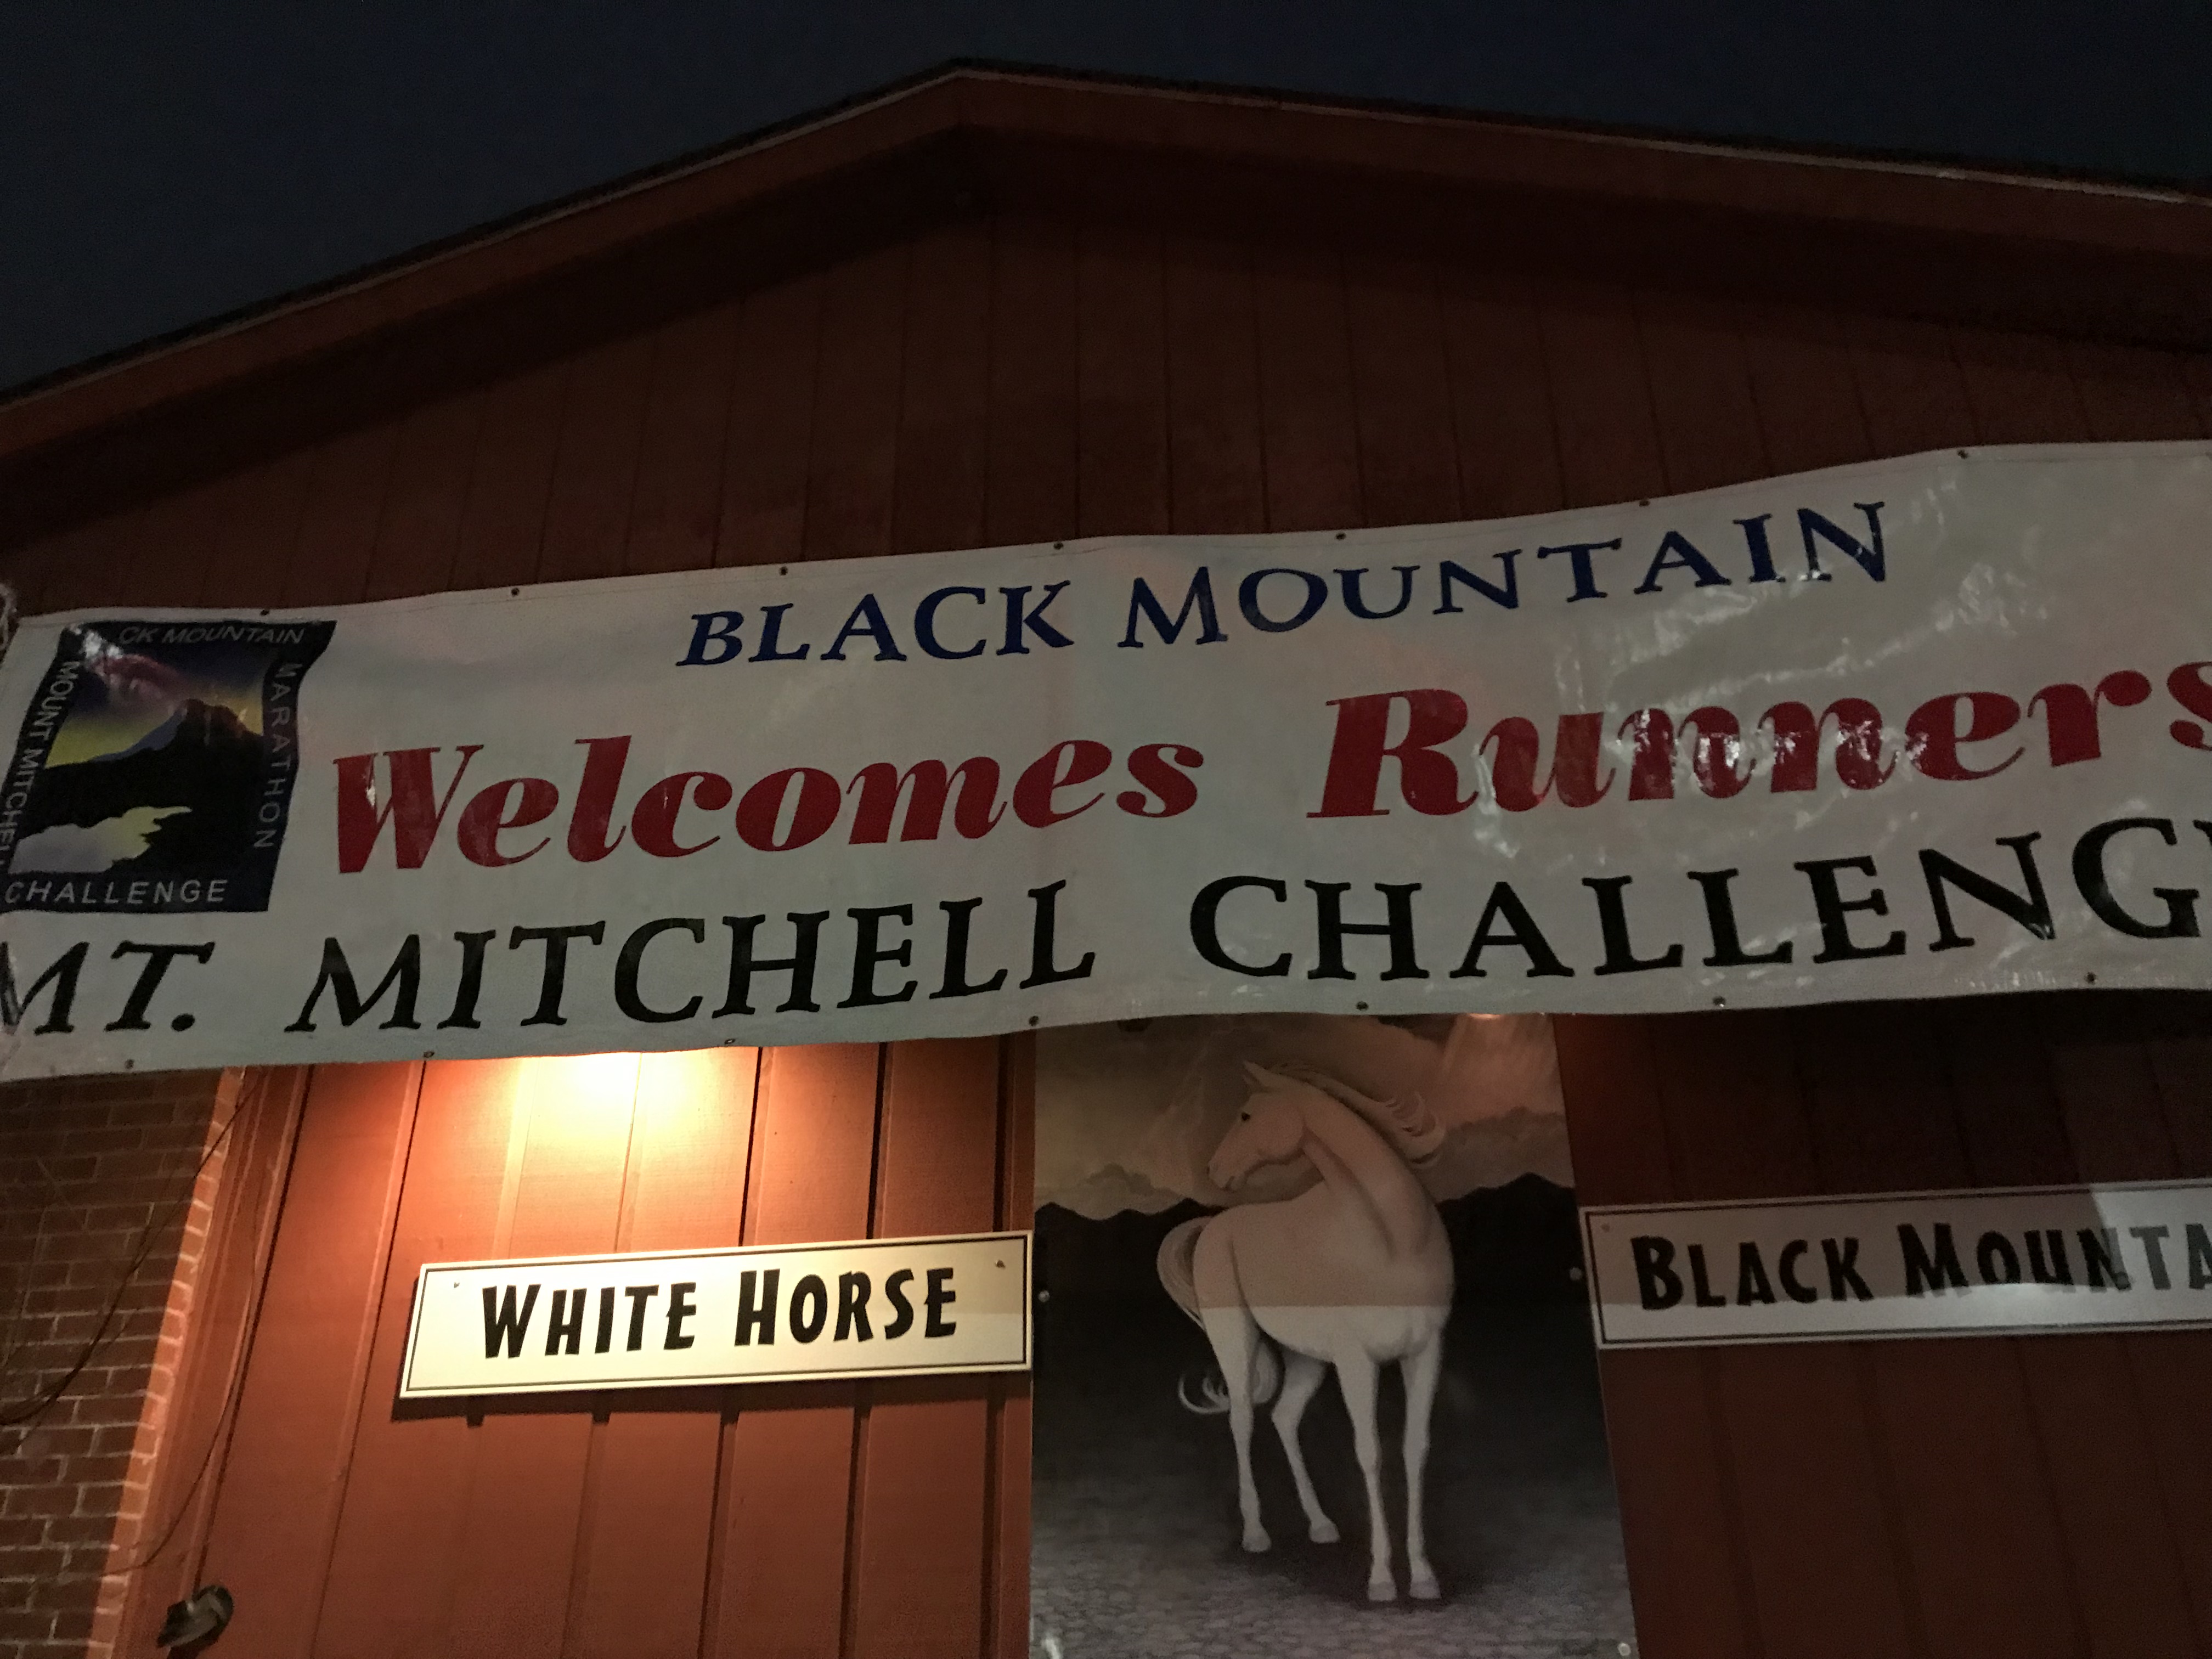 BLACK MOUNTAIN
Welcomes Runners
MT. MITCHELL CHALLENG
CK MOUNTAIN
MARATHON
MOUNT MITCHELL
CHALLENGE
WHITE HORSE
BLACK MOUNTA